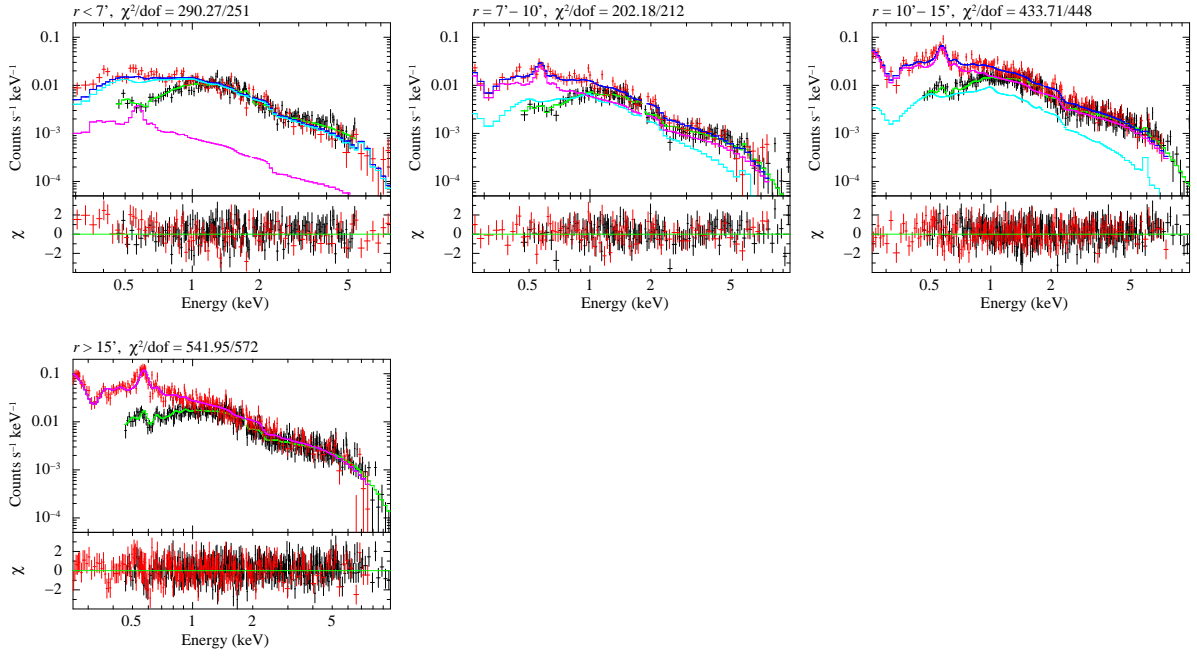 r < 7’,  χ²/dof = 290.27/251
r = 7’− 10’,  χ²/dof = 202.18/212
r = 10’− 15’,  χ²/dof = 433.71/448
Counts s⁻¹ keV⁻¹
0.1
0.01
10⁻³
10⁻⁴
χ
2
0
−2
0.5 1 2 5
Energy (keV)
Counts s⁻¹ keV⁻¹
0.1
0.01
10⁻³
10⁻⁴
χ
2
0
−2
0.5 1 2 5
Energy (keV)
Counts s⁻¹ keV⁻¹
0.1
0.01
10⁻³
10⁻⁴
χ
2
0
−2
0.5 1 2 5
Energy (keV)
r > 15’,  χ²/dof = 541.95/572
Counts s⁻¹ keV⁻¹
0.1
0.01
10⁻³
10⁻⁴
χ
2
0
−2
0.5 1 2 5
Energy (keV)